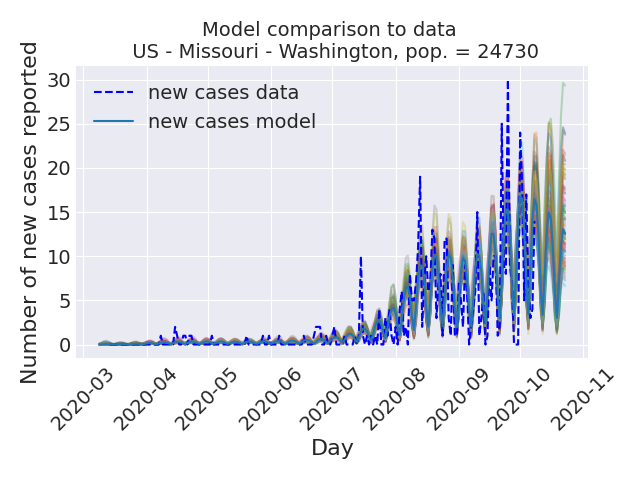 Model comparison to data
US - Missouri - Washington, pop. = 24730
Number of new cases reported
30
25
20
15
10
5
0
new cases data
new cases model
2020-03
2020-04
2020-05
2020-06
2020-07
2020-08
2020-09
2020-10
2020-11
Day